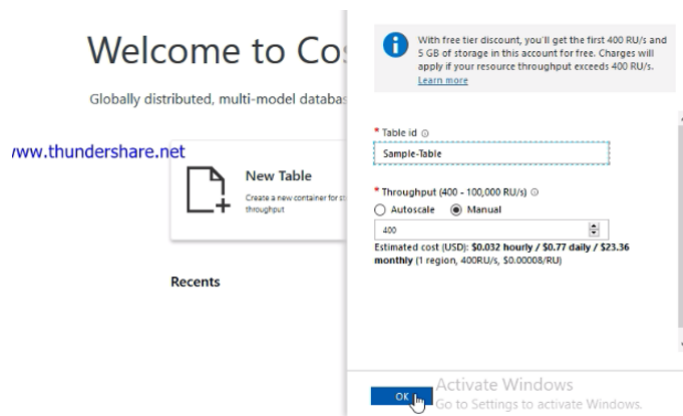 Welcome to Co
Globally distributed, multi-model databa
www.thundershare.net
New Table
Create a new container for st
throughput
Recents
With free tier discount, you'll get the first 400 RU/s and
5 GB of storage in this account for free. Charges will
apply if your resource throughput exceeds 400 RU/s.
Learn more
* Table id
Sample-Table
* Throughput (400 - 100,000 RU/s)
Autoscale Manual
400
Estimated cost (USD): $0.032 hourly / $0.77 daily / $23.36
monthly (1 region, 400RU/s, $0.00008/RU)
OK
Activate Windows
Go to Settings to activate Windows.